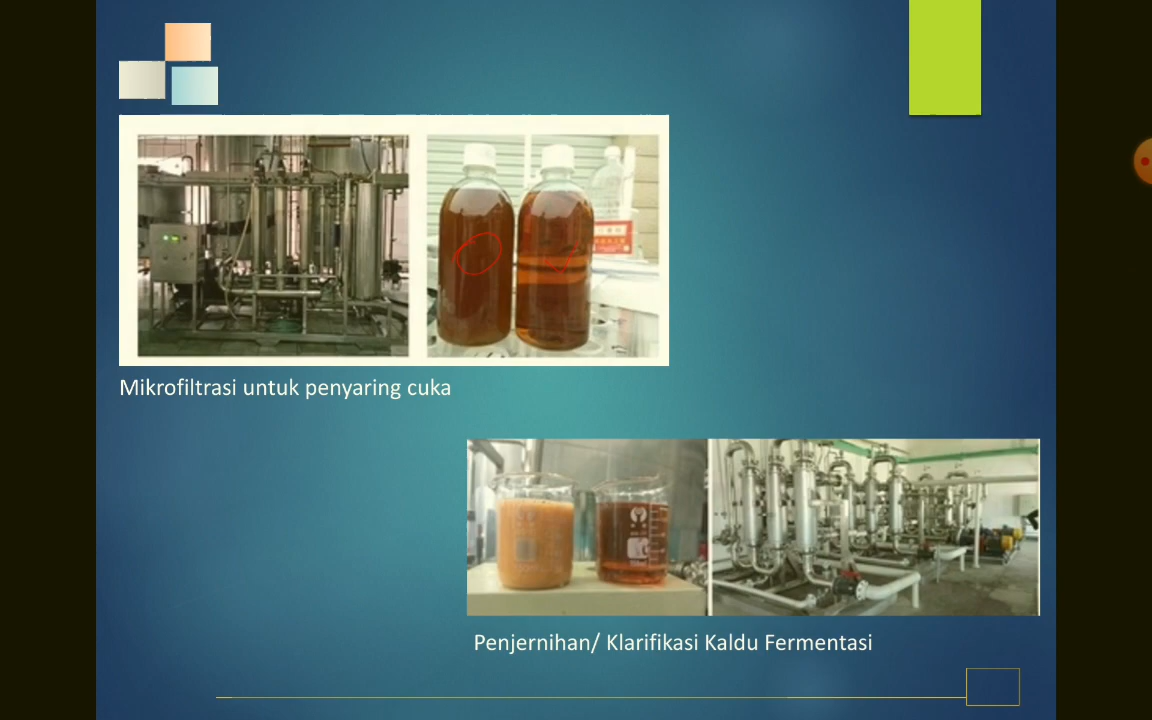 Mikrofiltrasi untuk penyaring cuka
Penjernihan/ Klarifikasi Kaldu Fermentasi